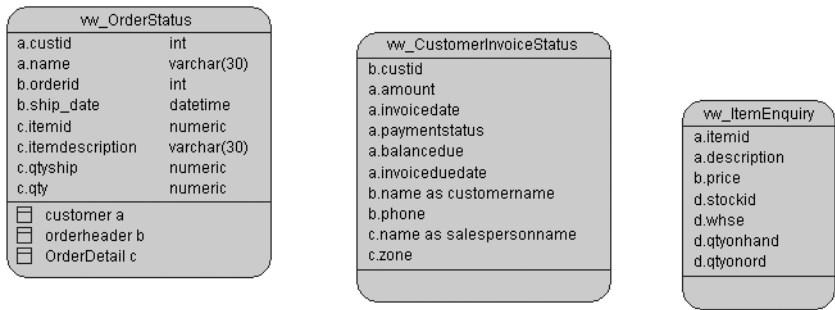 vw_OrderStatus
a.custid int
a.name varchar(30)
b.orderid int
b.ship_date datetime
c.itemid numeric
c.itemdescription varchar(30)
c.qtyship numeric
c.qty numeric
customer a
orderheader b
OrderDetail c
vw_CustomerInvoiceStatus
b.custid
a.amount
a.invoicedate
a.paymentstatus
a.balancedue
a.invoiceduedate
b.name as customername
b.phone
c.name as salespersonname
c.zone
vw_ItemEnquiry
a.itemid
a.description
b.price
d.stockid
d.whse
d.qtyonhand
d.qtyonord